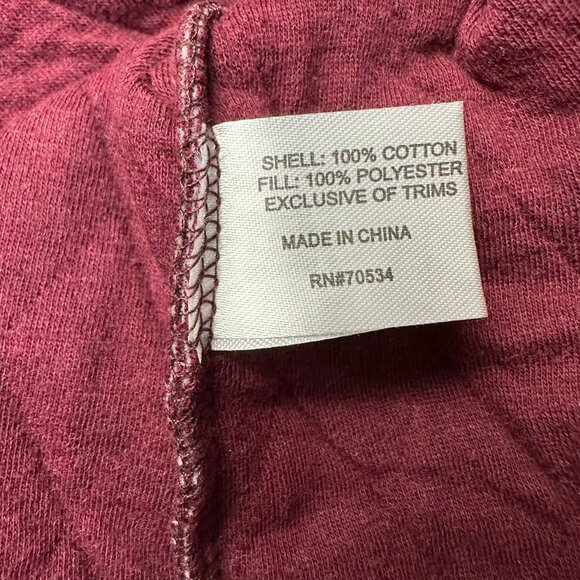 SHELL: 100% COTTON
FILL: 100% POLYESTER
EXCLUSIVE OF TRIMS
MADE IN CHINA
RN#70534